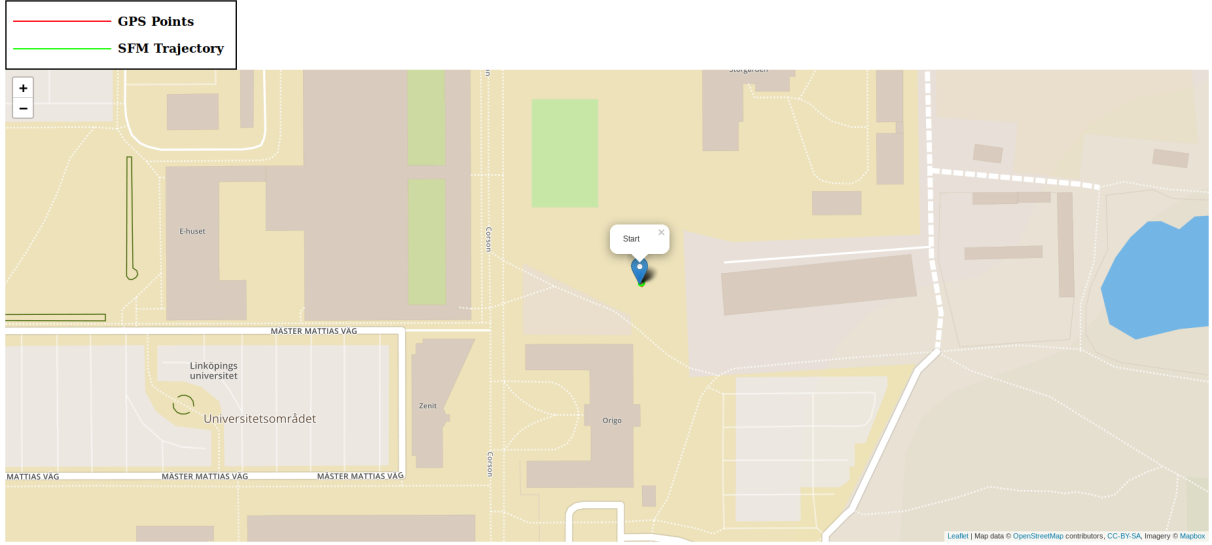 GPS Points
SFM Trajectory
+
−
Storgården
Start
×
E-huset
Corson
MÄSTER MATTIAS VÄG
Linköpings
universitet
Universitetsområdet
Zenit
Origo
Corson
MATTIAS VÄG
MÄSTER MATTIAS VÄG
MÄSTER MATTIAS VÄG
Leaflet | Map data © OpenStreetMap contributors, CC-BY-SA, Imagery © Mapbox